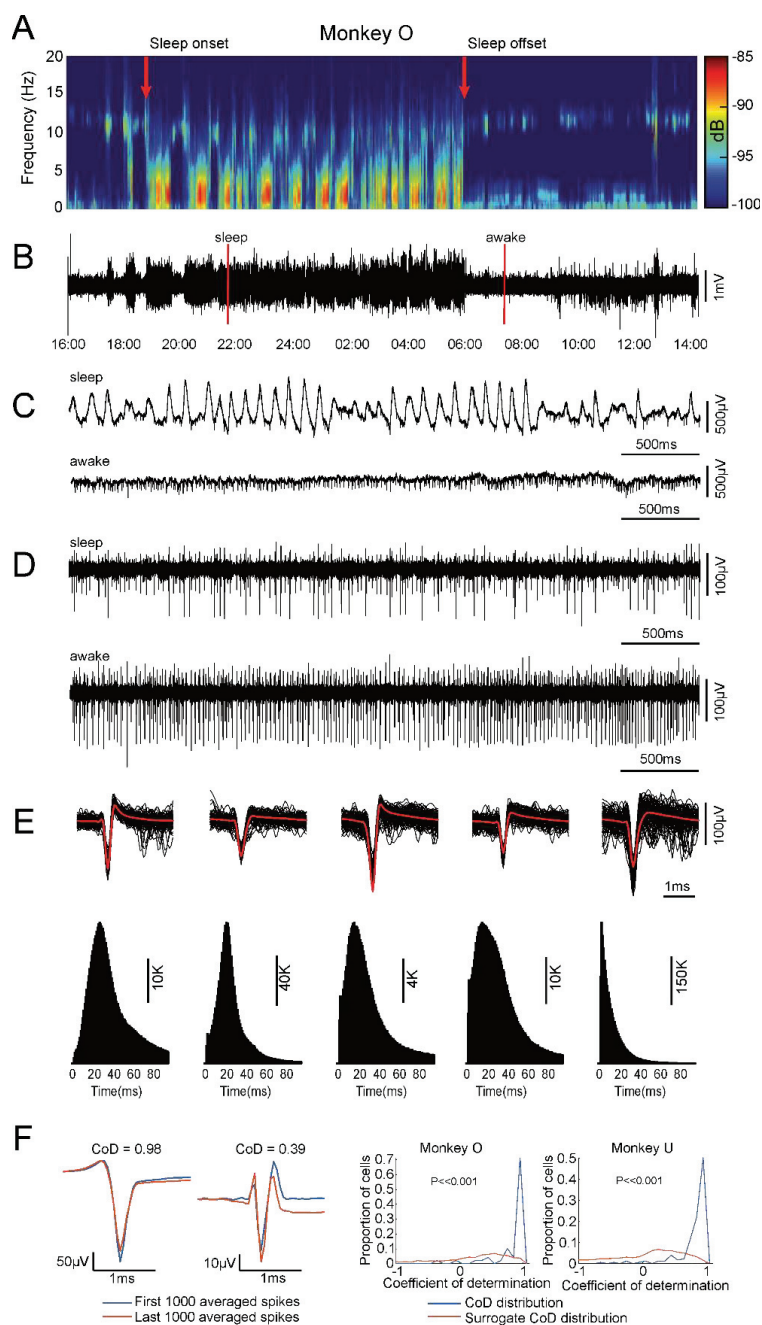 A
Monkey O
Sleep onset
Sleep offset
Frequency (Hz)
20
15
10
5
0
-85
-90
-95
-100
dB
B
sleep
awake
1mV
16:00 18:00 20:00 22:00 00:00 02:00 04:00 06:00 08:00 10:00 12:00 14:00
C
sleep
500µV
500ms
awake
500µV
500ms
D
sleep
100µV
500ms
awake
100µV
500ms
E
100µV
1ms
10K
40K
4K
10K
150K
0 20 40 60 80
0 20 40 60 80
0 20 40 60 80
0 20 40 60 80
0 20 40 60 80
Time(ms)
Time(ms)
Time(ms)
Time(ms)
Time(ms)
F
CoD = 0.98
50µV
1ms
CoD = 0.39
10µV
1ms
First 1000 averaged spikes
Last 1000 averaged spikes
Monkey O
P<<0.001
Proportion of cells
0.7
0.6
0.5
0.4
0.3
0.2
0.1
0
-1 0 1
Coefficient of determination
Monkey U
P<<0.001
Proportion of cells
0.5
0.4
0.3
0.2
0.1
0
-1 0 1
Coefficient of determination
CoD distribution
Surrogate CoD distribution